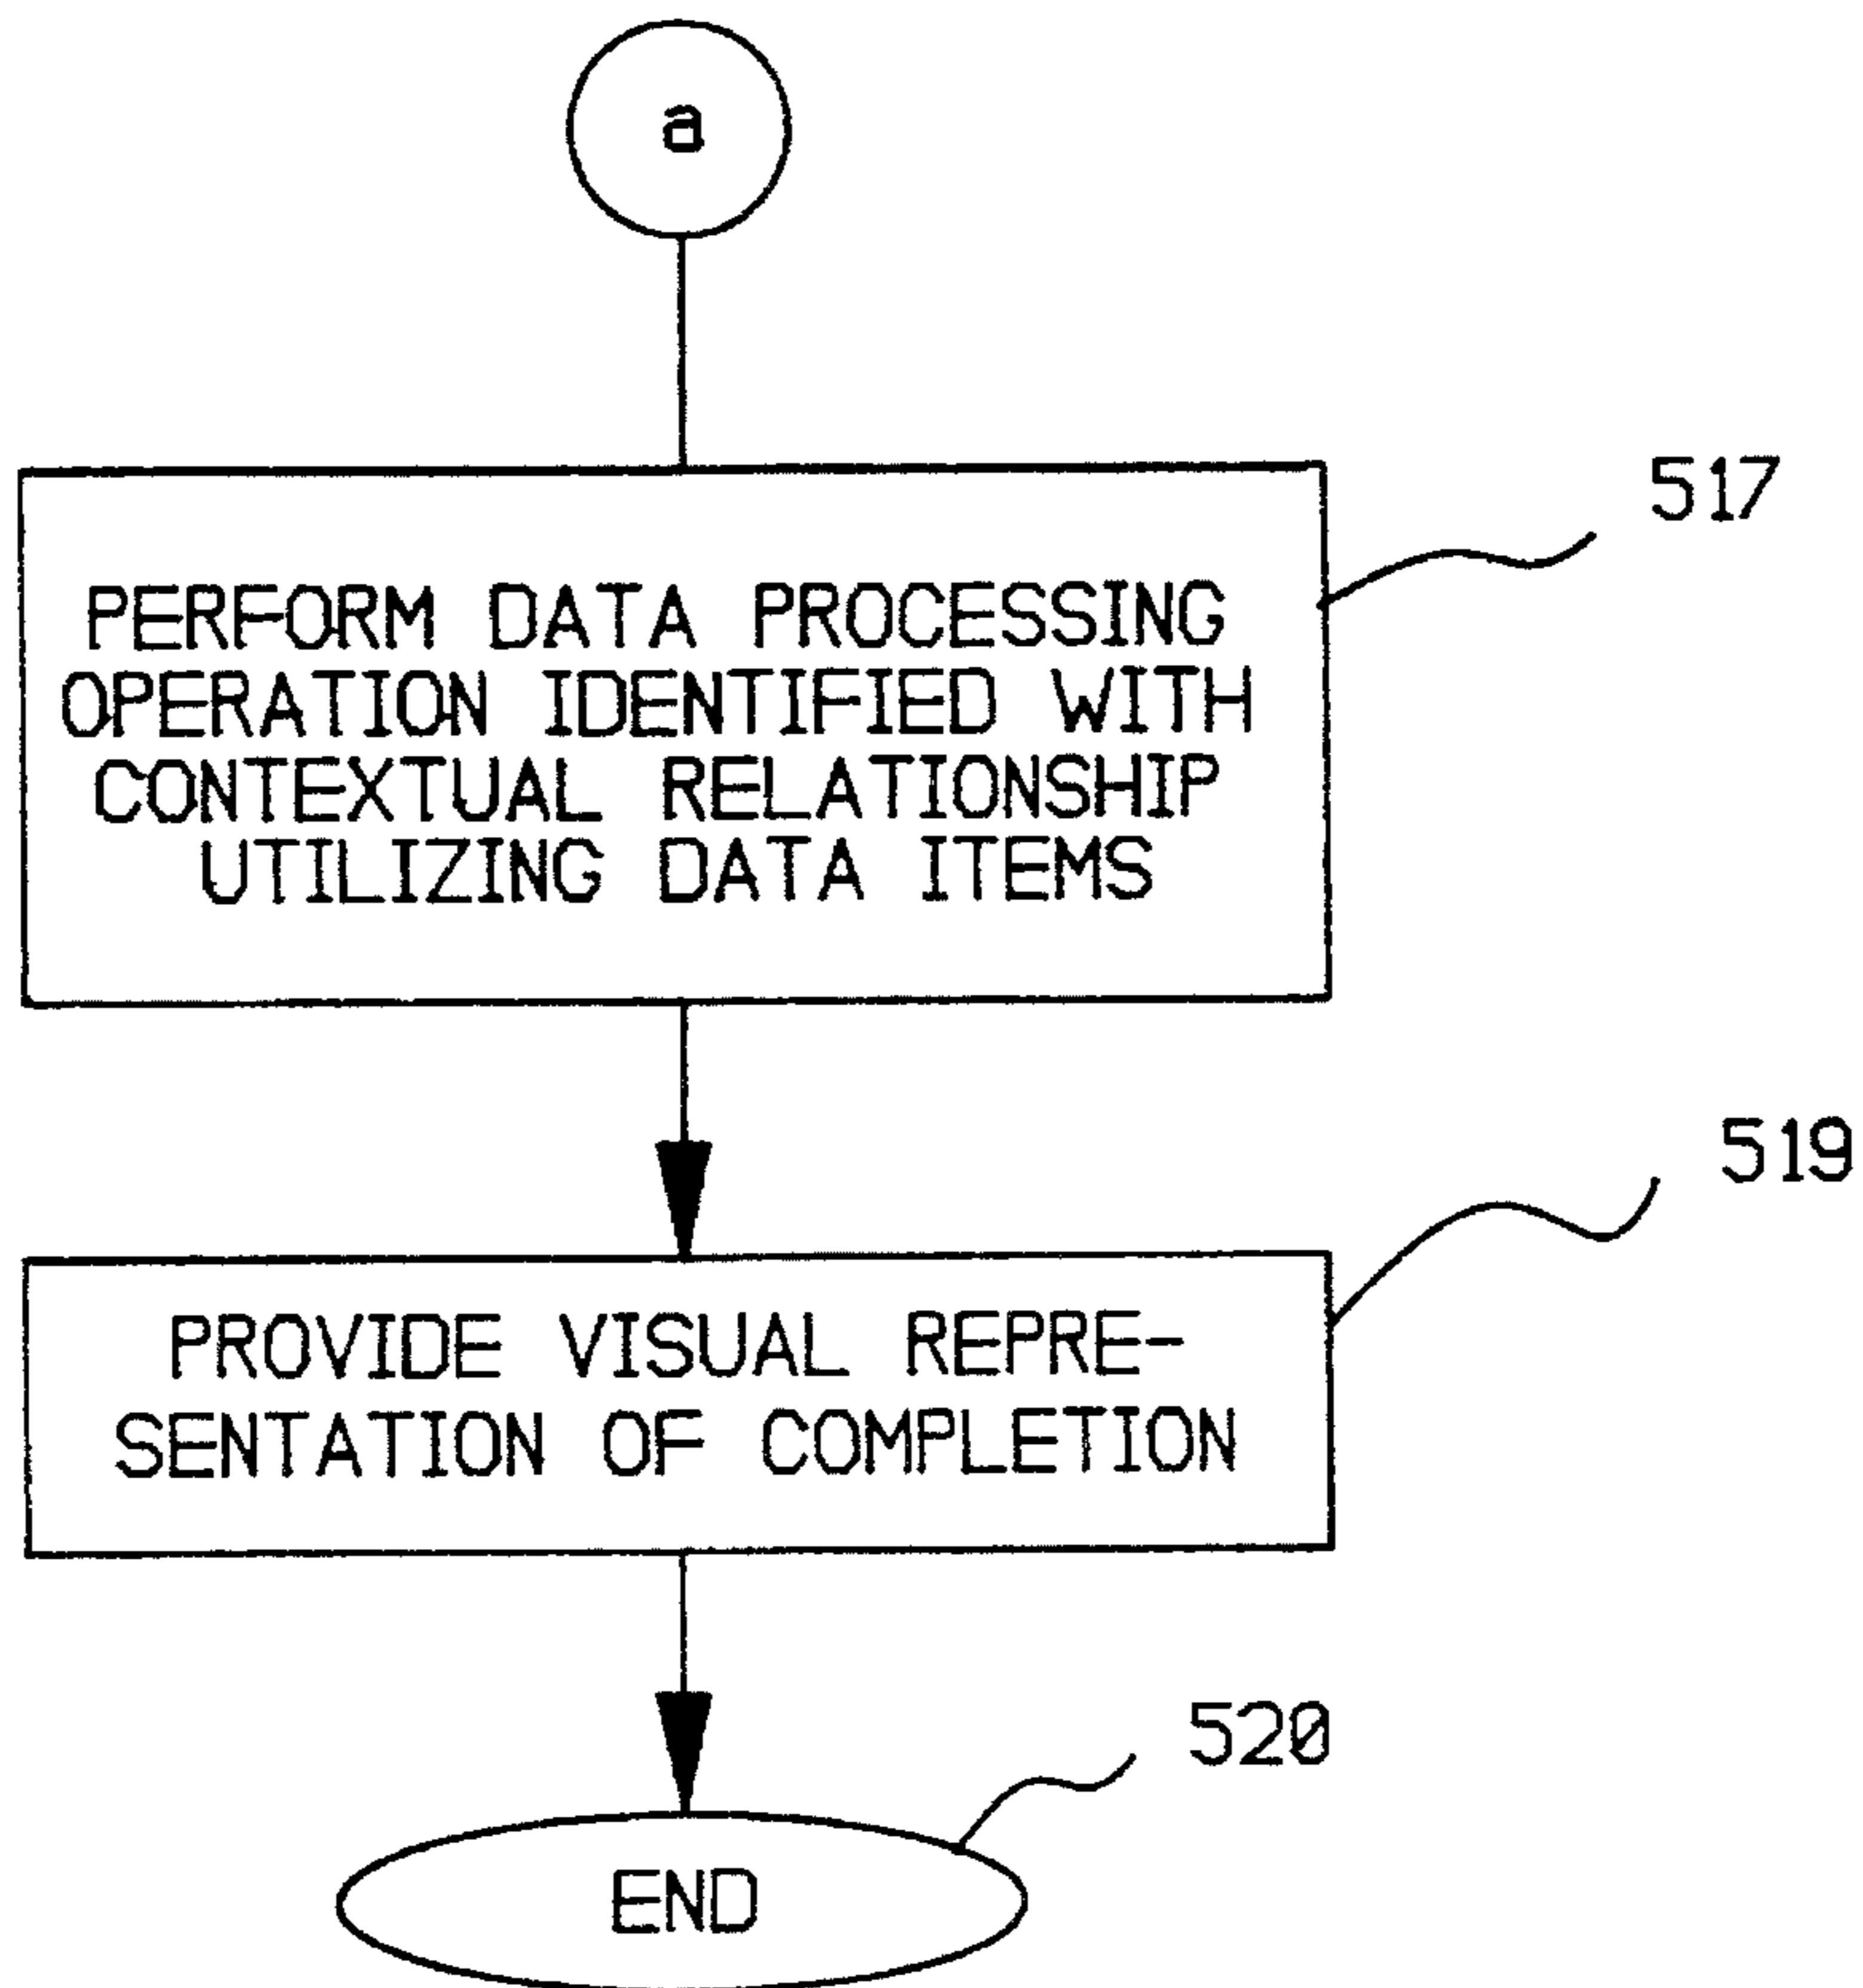 a
517
PERFORM DATA PROCESSING
OPERATION IDENTIFIED WITH
CONTEXTUAL RELATIONSHIP
UTILIZING DATA ITEMS
519
PROVIDE VISUAL REPRE-
SENTATION OF COMPLETION
520
END